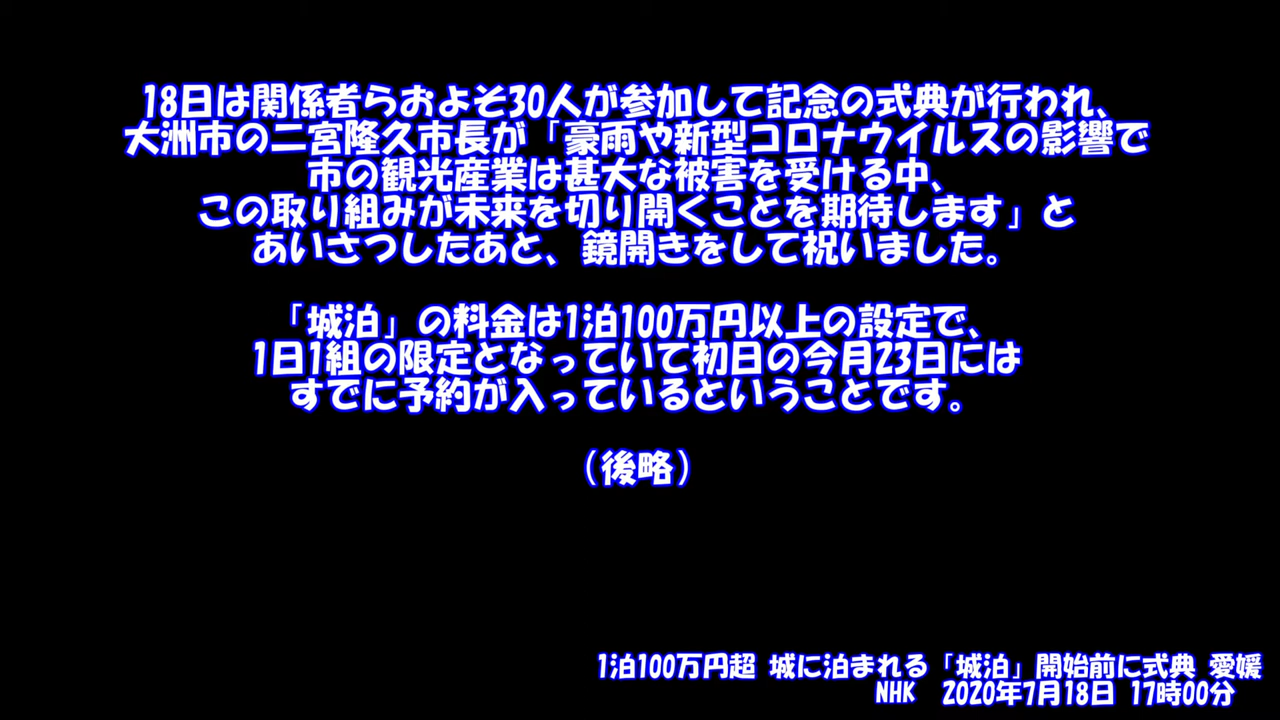 18日は関係者らおよそ30人が参加して記念の式典が行われ、
大洲市の二宮隆久市長が「豪雨や新型コロナウイルスの影響で
市の観光産業は甚大な被害を受ける中、
この取り組みが未来を切り開くことを期待します」と
あいさつしたあと、鏡開きをして祝いました。
「城泊」の料金は1泊100万円以上の設定で、
1日1組の限定となっていて初日の今月23日には
すでに予約が入っているということです。
（後略）
1泊100万円超 城に泊まれる「城泊」開始前に式典 愛媛
NHK 2020年7月18日 17時00分